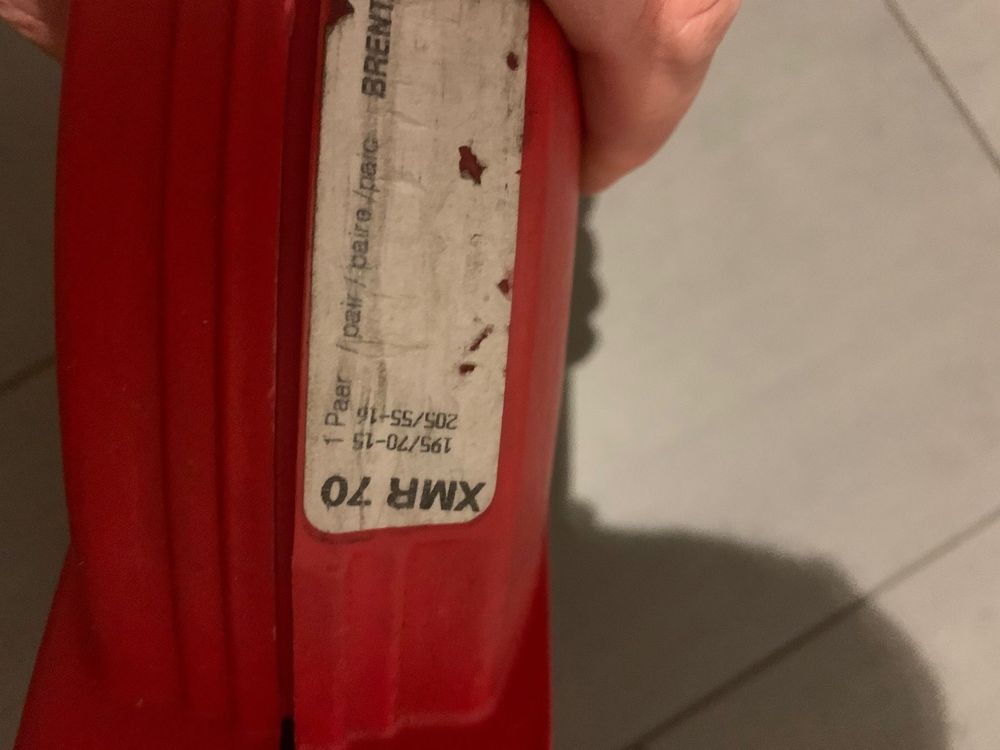 XMR 70
195/70-15
205/55-16
1 Paar /pair / paire /paio BRENT